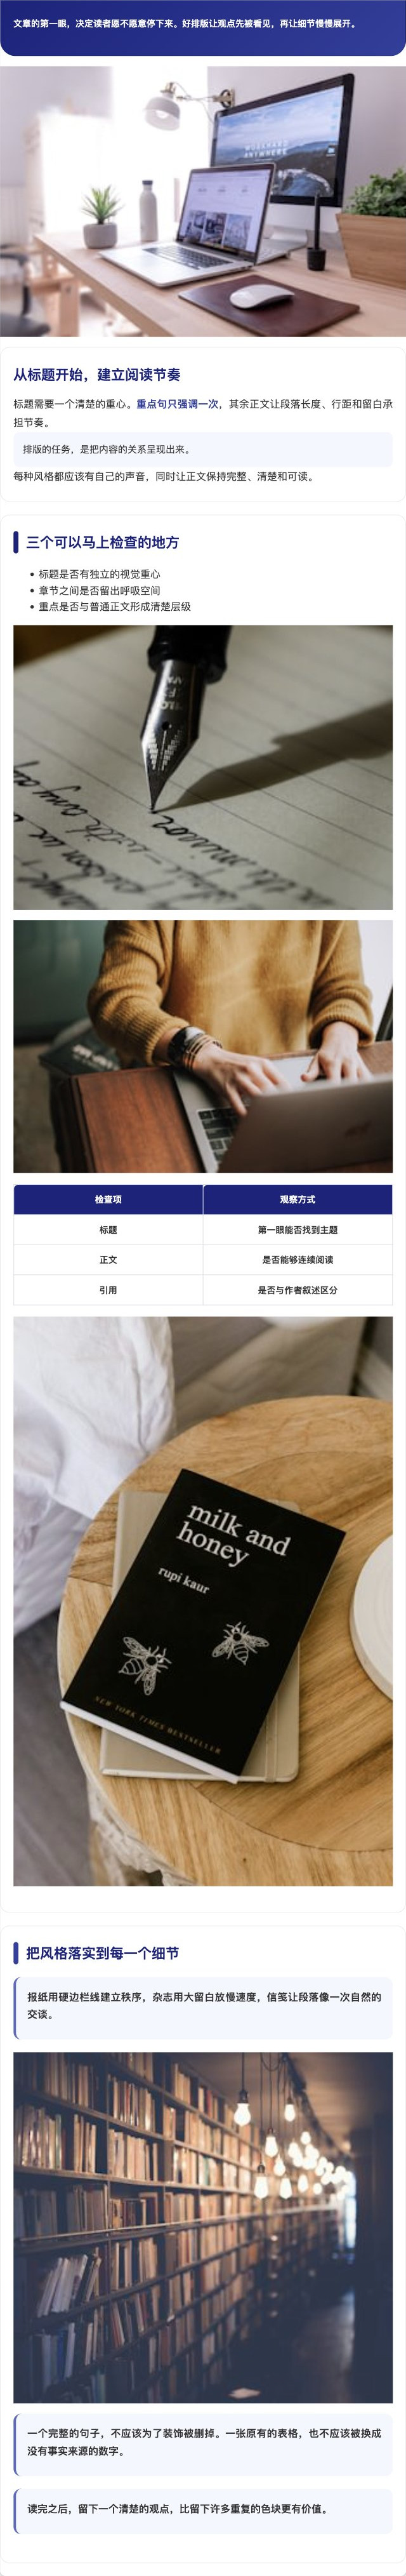 文章的第一眼，决定读者愿不愿意停下来。好排版让观点先被看见，再让细节慢慢展开。
WORK HARD
ANYWHERE
从标题开始，建立阅读节奏
标题需要一个清楚的重心。重点句只强调一次，其余正文让段落长度、行距和留白承
担节奏。
排版的任务，是把内容的关系呈现出来。
每种风格都应该有自己的声音，同时让正文保持完整、清楚和可读。
三个可以马上检查的地方
• 标题是否有独立的视觉重心
• 章节之间是否留出呼吸空间
• 重点是否与普通正文形成清楚层级
检查项 观察方式
标题 第一眼能否找到主题
正文 是否能够连续阅读
引用 是否与作者叙述区分
milk and
honey
rupi kaur
NEW YORK TIMES BESTSELLER
把风格落实到每一个细节
报纸用硬边栏线建立秩序，杂志用大留白放慢速度，信笺让段落像一次自然的
交谈。
一个完整的句子，不应该为了装饰被删掉。一张原有的表格，也不应该被换成
没有事实来源的数字。
读完之后，留下一个清楚的观点，比留下许多重复的色块更有价值。